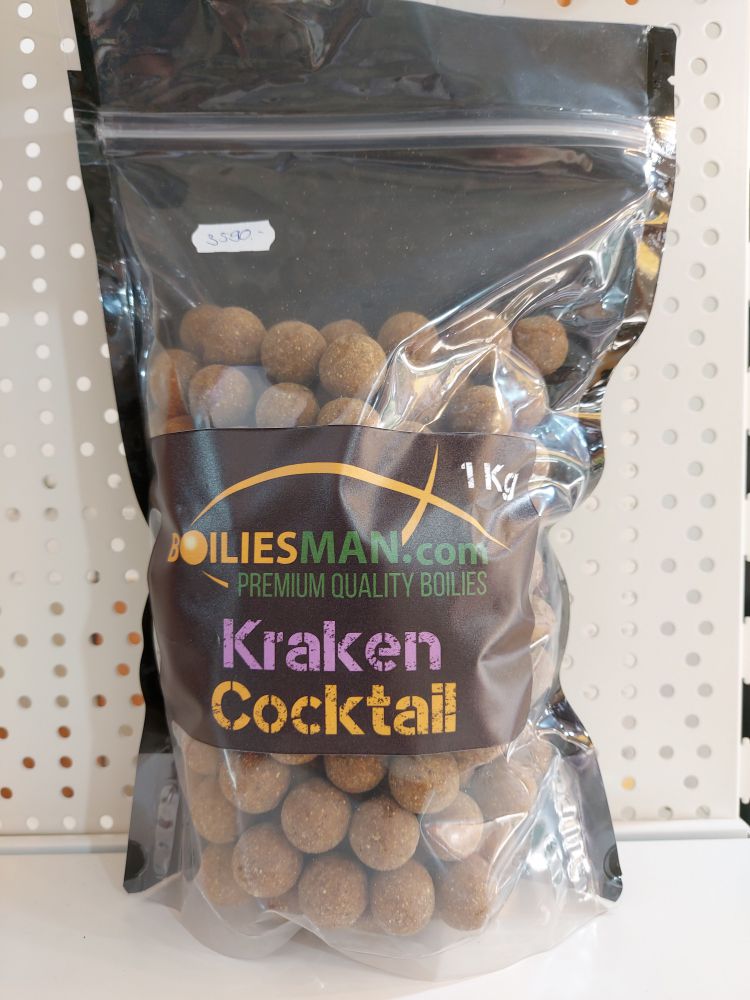 3590.-
1 Kg
BOILIESMAN.com
PREMIUM QUALITY BOILIES
Kraken
Cocktail